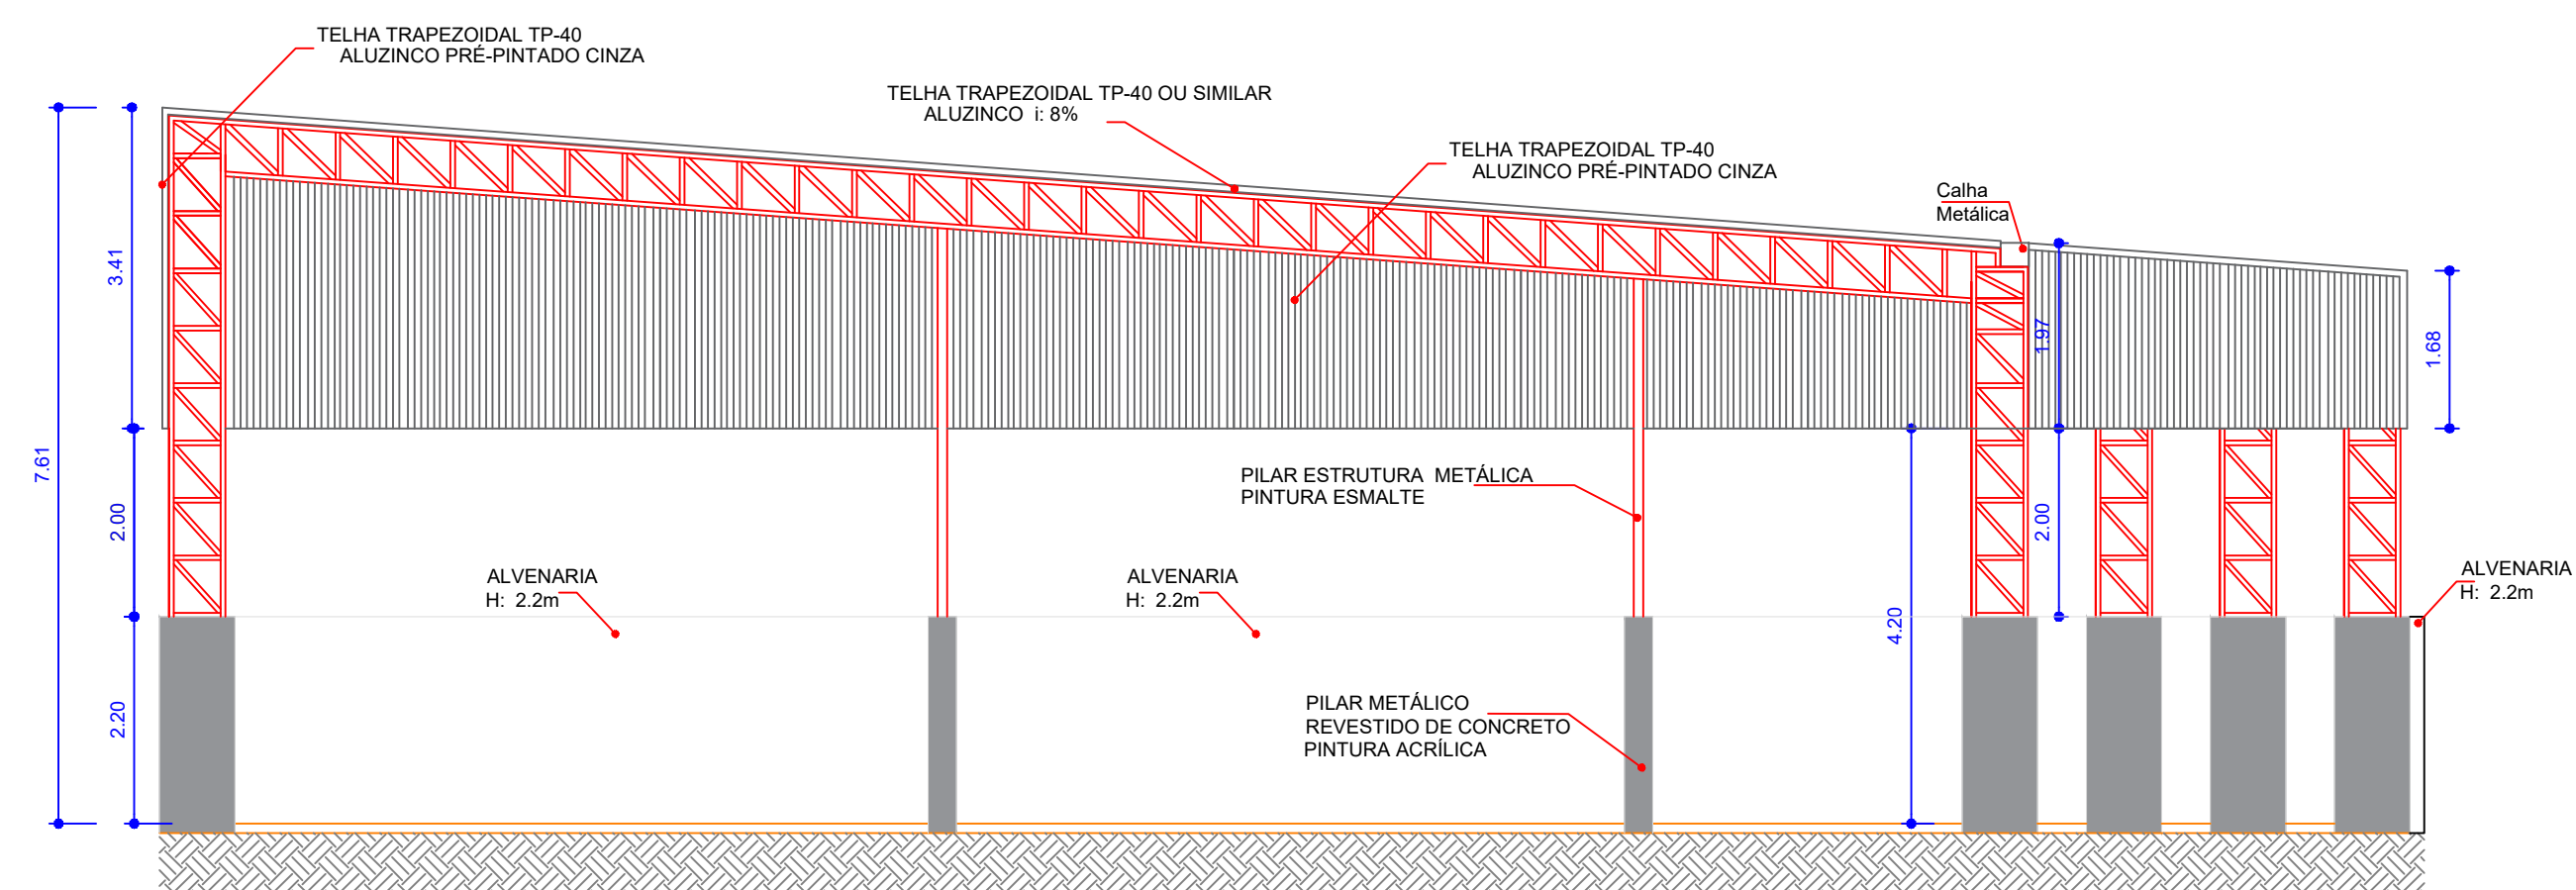 TELHA TRAPEZOIDAL TP-40
ALUZINCO PRÉ-PINTADO CINZA
TELHA TRAPEZOIDAL TP-40 OU SIMILAR
ALUZINCO i: 8%
TELHA TRAPEZOIDAL TP-40
ALUZINCO PRÉ-PINTADO CINZA
Calha
Metálica
3.41
1.97
1.68
7.61
PILAR ESTRUTURA METÁLICA
PINTURA ESMALTE
2.00
2.00
ALVENARIA
H: 2.2m
ALVENARIA
H: 2.2m
ALVENARIA
H: 2.2m
4.20
2.20
PILAR METÁLICO
REVESTIDO DE CONCRETO
PINTURA ACRÍLICA